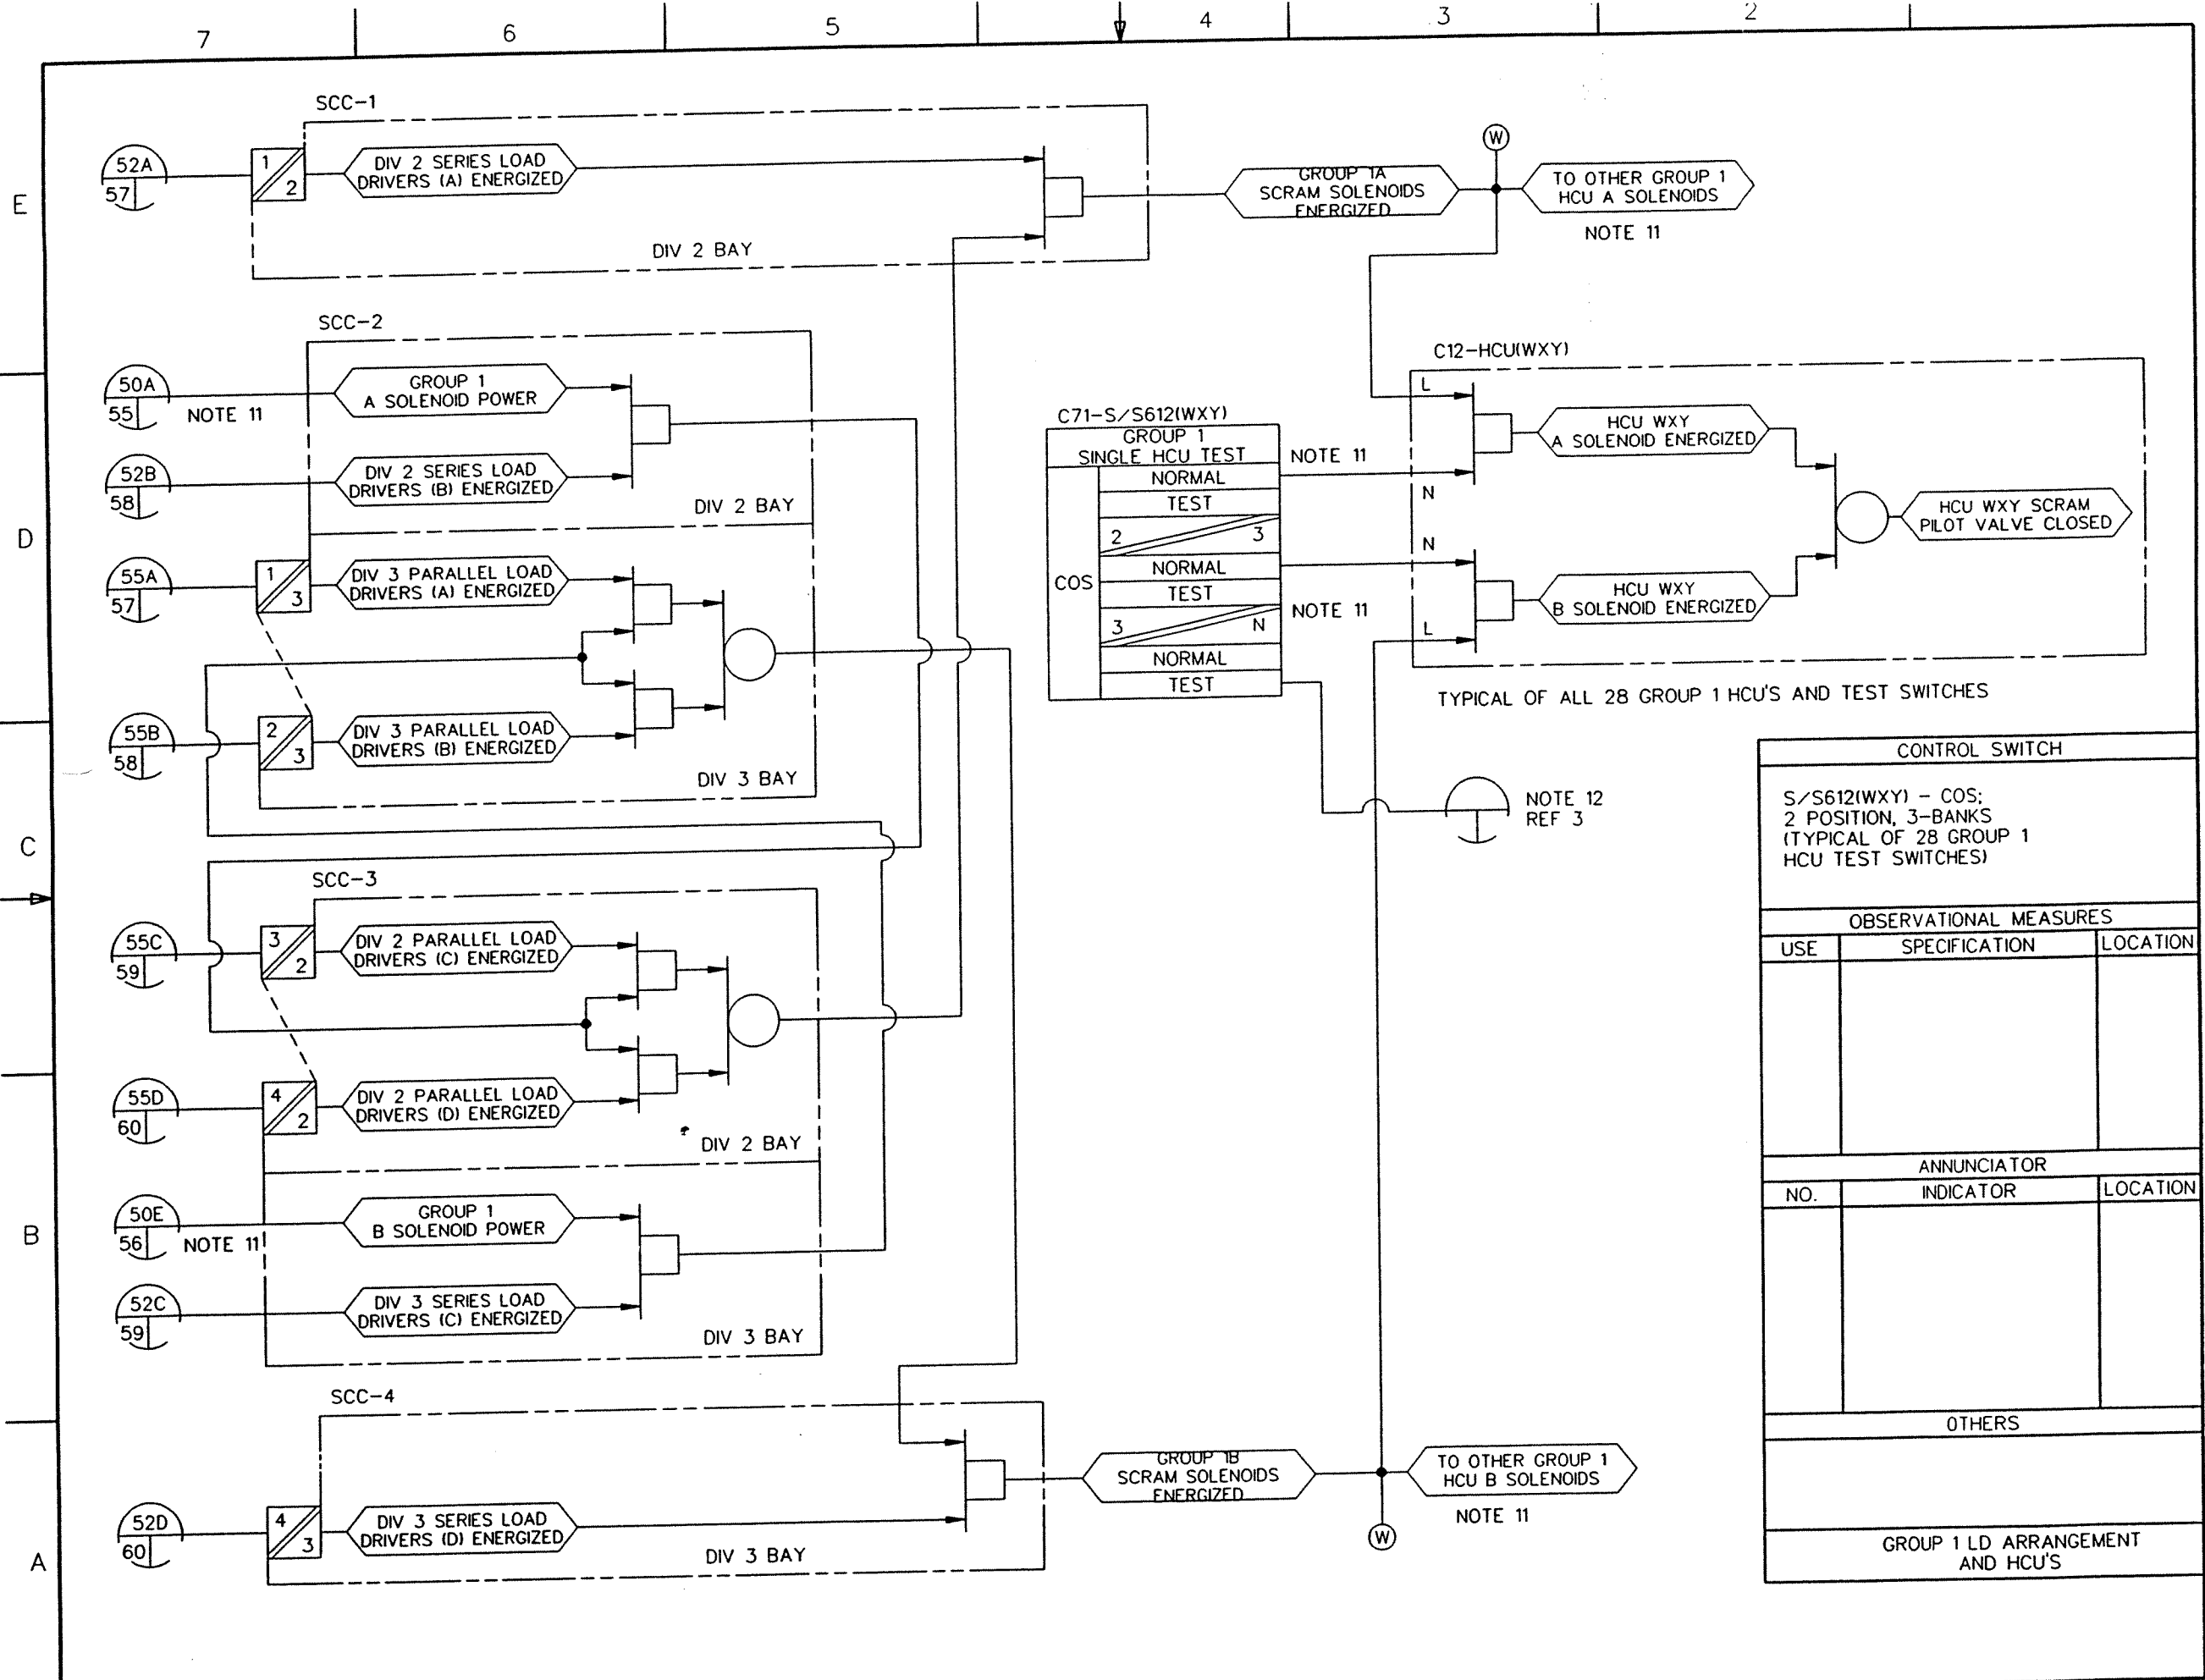 7 6 5 4 3 2
E
D
C
B
A
SCC-1
52A
57
1
2
DIV 2 SERIES LOAD
DRIVERS (A) ENERGIZED
DIV 2 BAY
GROUP 1A
SCRAM SOLENOIDS
ENERGIZED
W
TO OTHER GROUP 1
HCU A SOLENOIDS
NOTE 11
SCC-2
50A
55
NOTE 11
GROUP 1
A SOLENOID POWER
52B
58
DIV 2 SERIES LOAD
DRIVERS (B) ENERGIZED
DIV 2 BAY
55A
57
1
3
DIV 3 PARALLEL LOAD
DRIVERS (A) ENERGIZED
55B
58
2
3
DIV 3 PARALLEL LOAD
DRIVERS (B) ENERGIZED
DIV 3 BAY
C71-S/S612(WXY)
GROUP 1
SINGLE HCU TEST
COS
NORMAL
TEST
2
3
NORMAL
TEST
3
N
NORMAL
TEST
NOTE 11
NOTE 11
C12-HCU(WXY)
L
N
N
L
HCU WXY
A SOLENOID ENERGIZED
HCU WXY
B SOLENOID ENERGIZED
HCU WXY SCRAM
PILOT VALVE CLOSED
TYPICAL OF ALL 28 GROUP 1 HCU'S AND TEST SWITCHES
NOTE 12
REF 3
SCC-3
55C
59
3
2
DIV 2 PARALLEL LOAD
DRIVERS (C) ENERGIZED
55D
60
4
2
DIV 2 PARALLEL LOAD
DRIVERS (D) ENERGIZED
DIV 2 BAY
50E
56
NOTE 11
GROUP 1
B SOLENOID POWER
52C
59
DIV 3 SERIES LOAD
DRIVERS (C) ENERGIZED
DIV 3 BAY
SCC-4
52D
60
4
3
DIV 3 SERIES LOAD
DRIVERS (D) ENERGIZED
DIV 3 BAY
GROUP 1B
SCRAM SOLENOIDS
ENERGIZED
W
TO OTHER GROUP 1
HCU B SOLENOIDS
NOTE 11
CONTROL SWITCH
S/S612(WXY) - COS;
2 POSITION, 3-BANKS
(TYPICAL OF 28 GROUP 1
HCU TEST SWITCHES)
OBSERVATIONAL MEASURES
USE SPECIFICATION LOCATION
ANNUNCIATOR
NO. INDICATOR LOCATION
OTHERS
GROUP 1 LD ARRANGEMENT
AND HCU'S